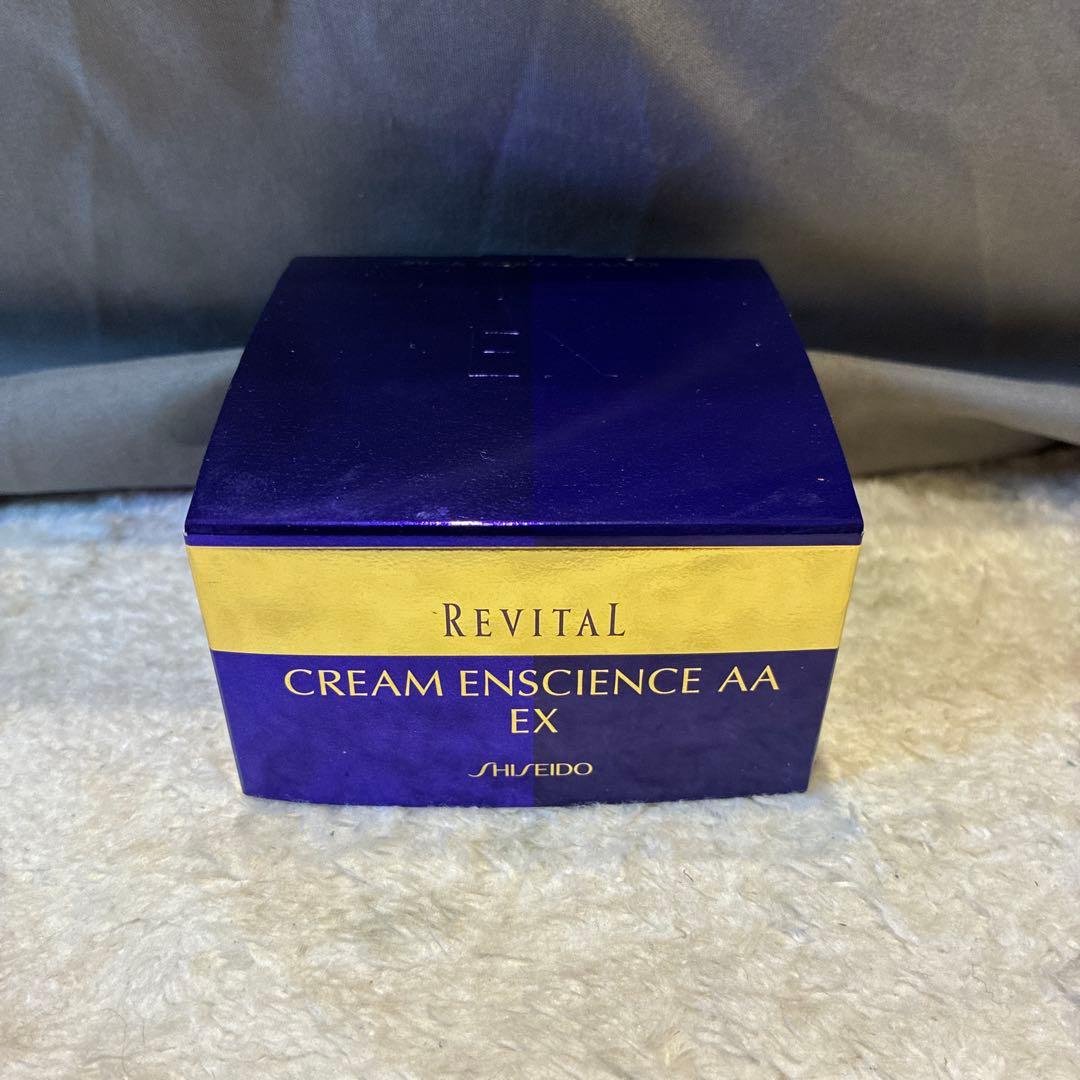 REVITAL
CREAM ENSCIENCE AA
EX
SHISEIDO